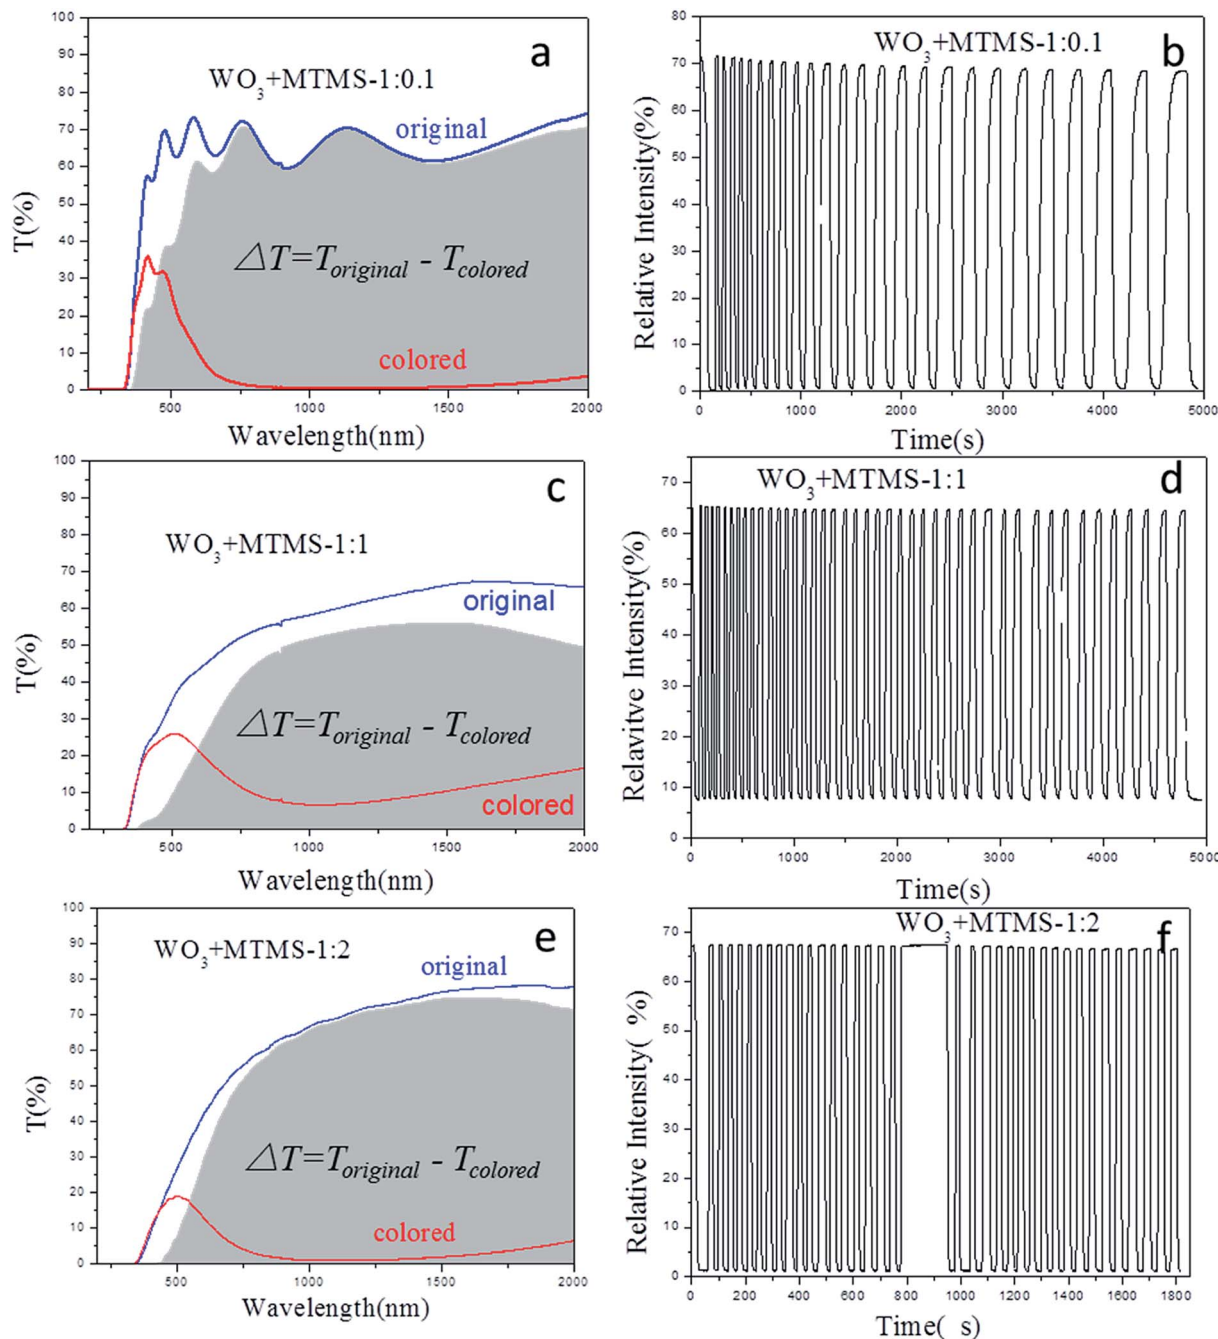 a
WO3+MTMS-1:0.1
original
△T=Toriginal - Tcolored
colored
T(%)
100
90
80
70
60
50
40
30
20
10
0
500
1000
1500
2000
Wavelength(nm)
b
WO3+MTMS-1:0.1
Relative Intensity(%)
80
70
60
50
40
30
20
10
0
0
1000
2000
3000
4000
5000
Time(s)
c
WO3+MTMS-1:1
original
△T=Toriginal - Tcolored
colored
T(%)
100
90
80
70
60
50
40
30
20
10
0
500
1000
1500
2000
Wavelength(nm)
d
WO3+MTMS-1:1
Relavitve Intensity(%)
70
60
50
40
30
20
10
0
0
1000
2000
3000
4000
5000
Time(s)
e
WO3+MTMS-1:2
original
△T=Toriginal - Tcolored
colored
T(%)
100
90
80
70
60
50
40
30
20
10
0
500
1000
1500
2000
Wavelength(nm)
f
WO3+MTMS-1:2
Relative Intensity( %)
70
60
50
40
30
20
10
0
0
200
400
600
800
1000
1200
1400
1600
1800
Time( s)